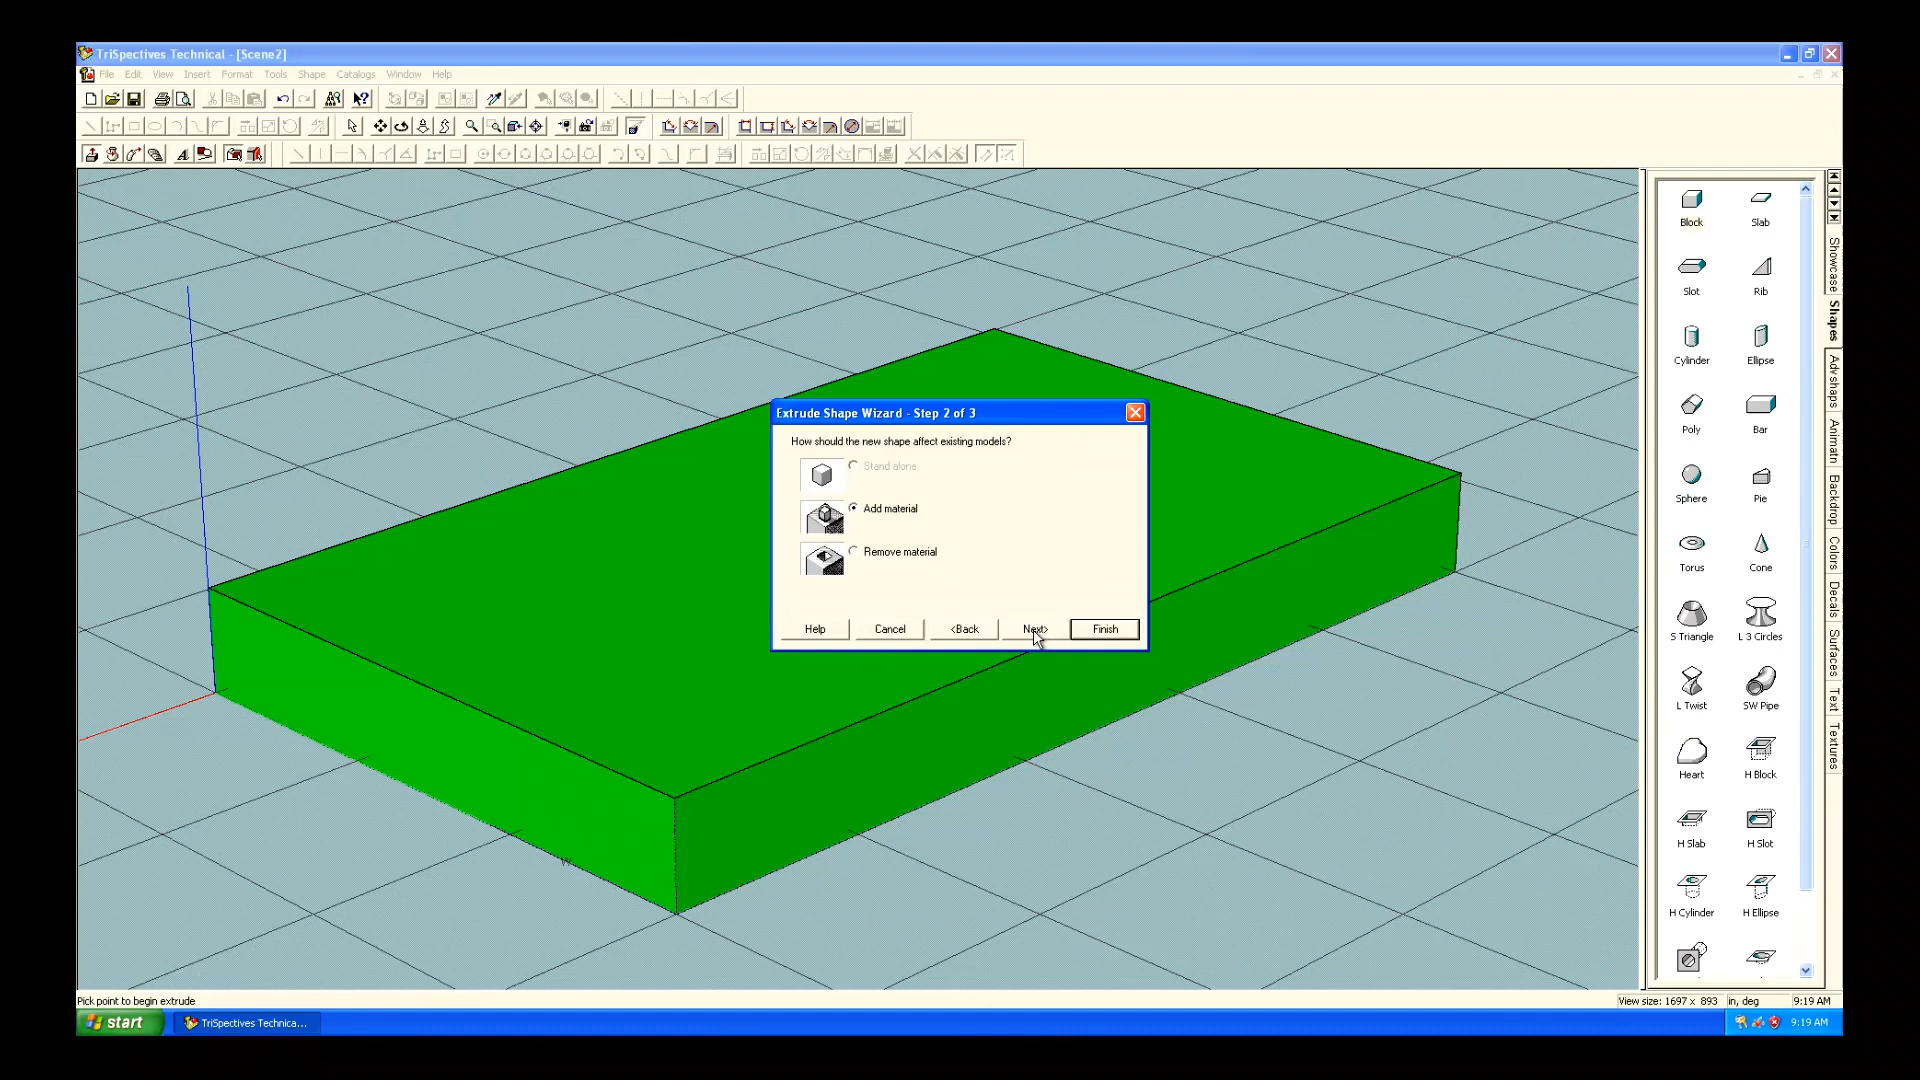 TriSpectives Technical - [Scene2]
File Edit View Insert Format Tools Shape Catalogs Window Help
Extrude Shape Wizard - Step 2 of 3
How should the new shape affect existing models?
Stand alone
Add material
Remove material
Help Cancel <Back Next> Finish
W
Block Slab
Slot Rib
Cylinder Ellipse
Poly Bar
Sphere Pie
Torus Cone
S Triangle L 3 Circles
L Twist SW Pipe
Heart H Block
H Slab H Slot
H Cylinder H Ellipse
Showcase
Shapes
Advshaps
Animatn
Backdrop
Colors
Decals
Surfaces
Text
Textures
Pick point to begin extrude
View size: 1697 x 893 in, deg 9:19 AM
start TriSpectives Technica... 9:19 AM